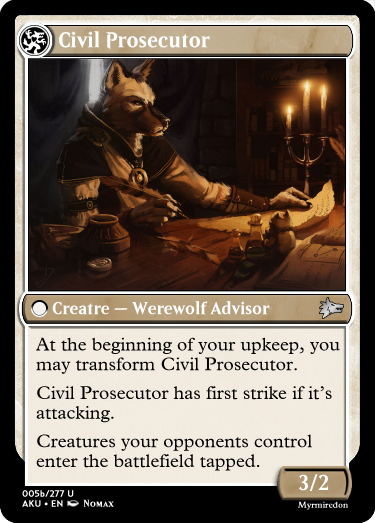 Civil Prosecutor
Creatre — Werewolf Advisor
At the beginning of your upkeep, you
may transform Civil Prosecutor.
Civil Prosecutor has first strike if it's
attacking.
Creatures your opponents control
enter the battlefield tapped.
3/2
005b/277 U
AKU • EN Nomax
Myrmiredon